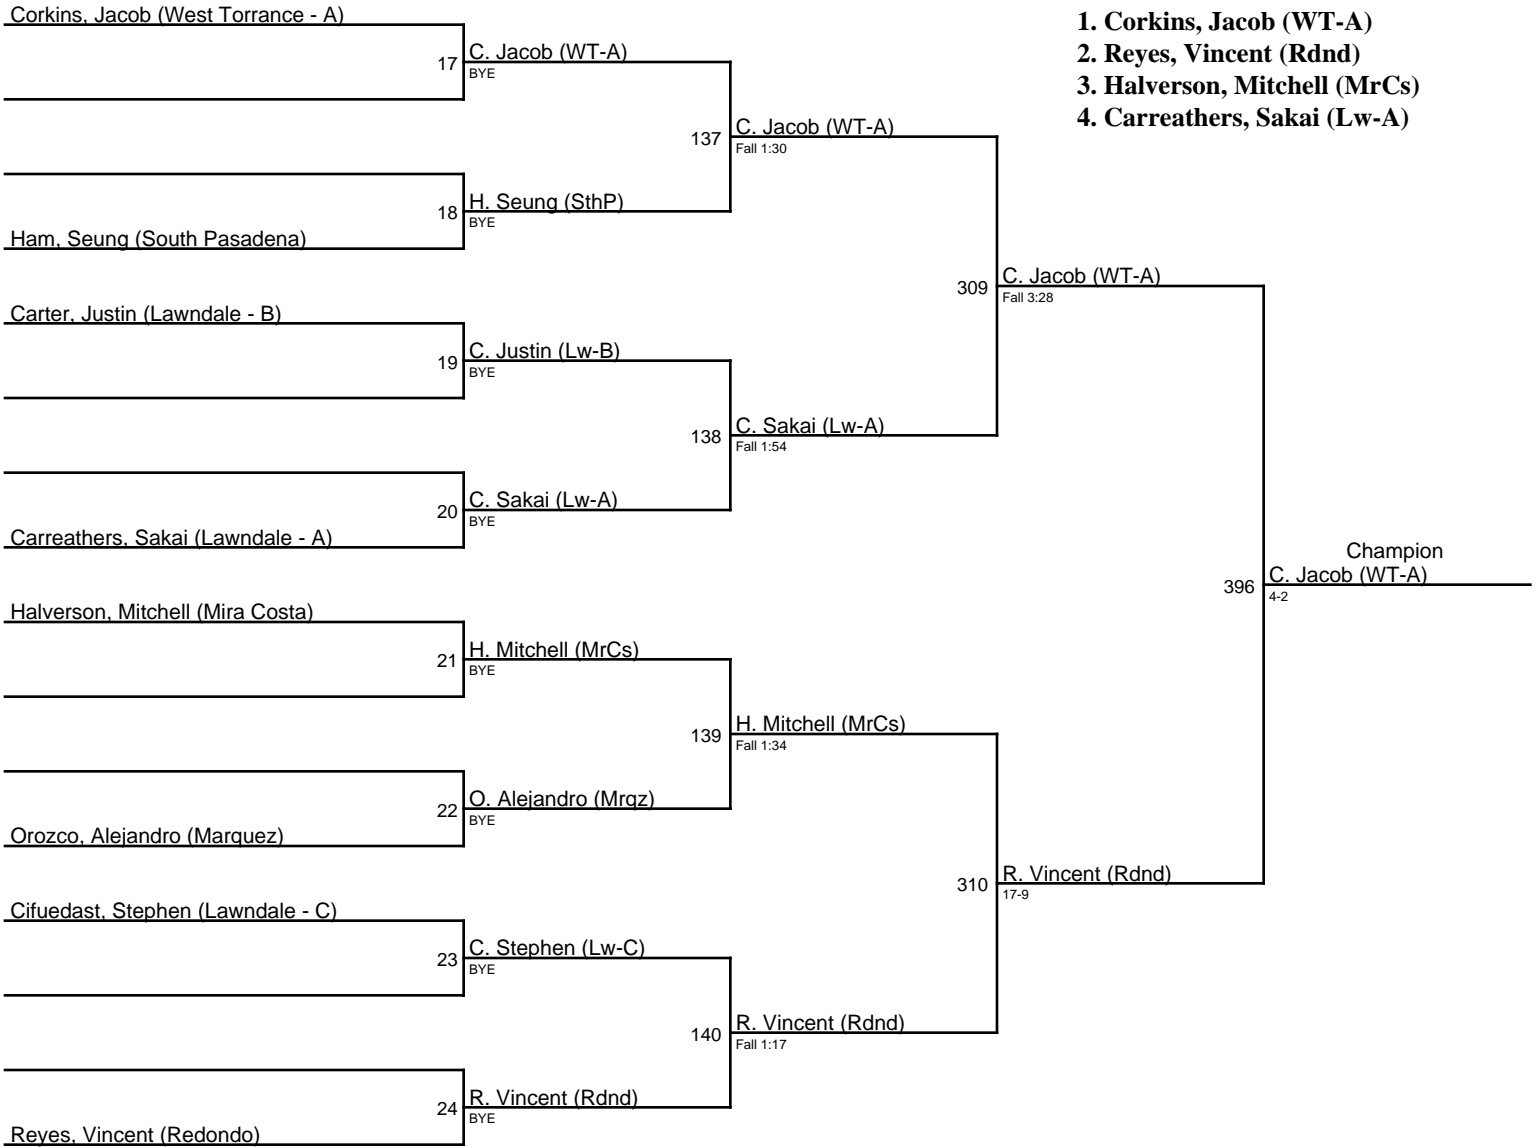 Corkins, Jacob (West Torrance - A)
1. Corkins, Jacob (WT-A)
2. Reyes, Vincent (Rdnd)
3. Halverson, Mitchell (MrCs)
4. Carreathers, Sakai (Lw-A)
17 C. Jacob (WT-A)
BYE
137 C. Jacob (WT-A)
Fall 1:30
18 H. Seung (SthP)
BYE
Ham, Seung (South Pasadena)
309 C. Jacob (WT-A)
Fall 3:28
Carter, Justin (Lawndale - B)
19 C. Justin (Lw-B)
BYE
138 C. Sakai (Lw-A)
Fall 1:54
20 C. Sakai (Lw-A)
BYE
Carreathers, Sakai (Lawndale - A)
Champion
396 C. Jacob (WT-A)
4-2
Halverson, Mitchell (Mira Costa)
21 H. Mitchell (MrCs)
BYE
139 H. Mitchell (MrCs)
Fall 1:34
22 O. Alejandro (Mrqz)
BYE
Orozco, Alejandro (Marquez)
310 R. Vincent (Rdnd)
17-9
Cifuedast, Stephen (Lawndale - C)
23 C. Stephen (Lw-C)
BYE
140 R. Vincent (Rdnd)
Fall 1:17
24 R. Vincent (Rdnd)
BYE
Reyes, Vincent (Redondo)